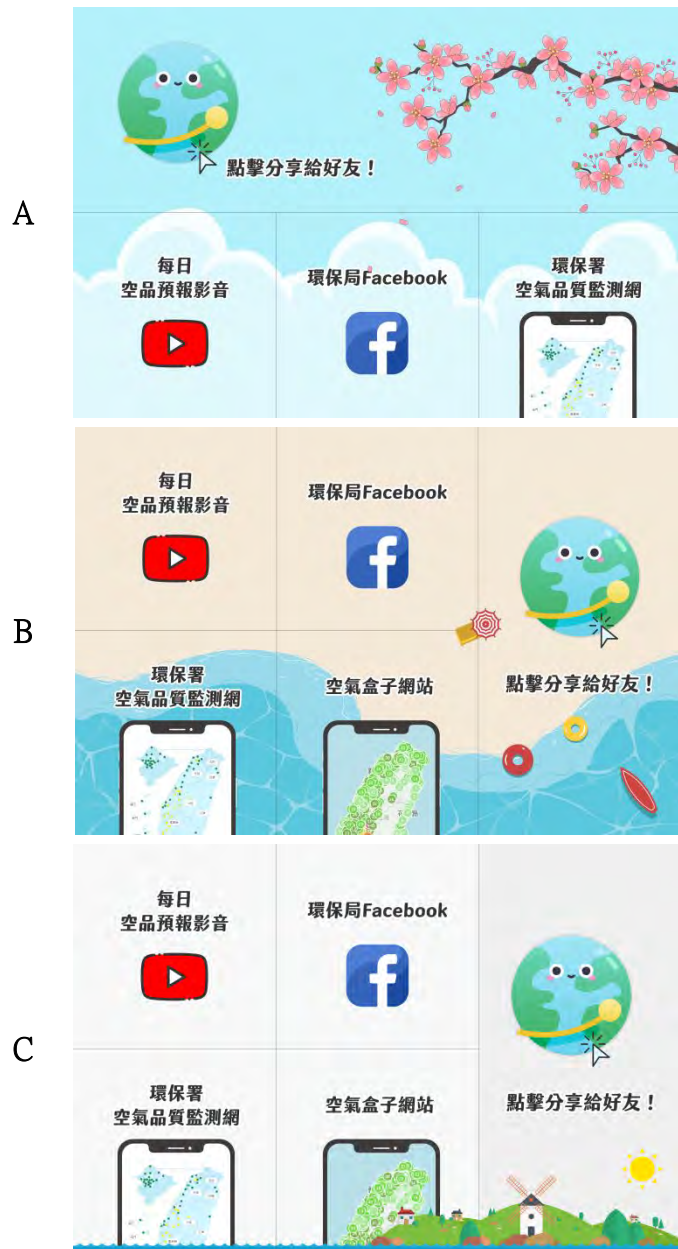 A
點擊分享給好友！
每日
空品預報影音
環保局Facebook
環保署
空氣品質監測網
B
每日
空品預報影音
環保局Facebook
環保署
空氣品質監測網
空氣盒子網站
點擊分享給好友！
C
每日
空品預報影音
環保局Facebook
環保署
空氣品質監測網
空氣盒子網站
點擊分享給好友！